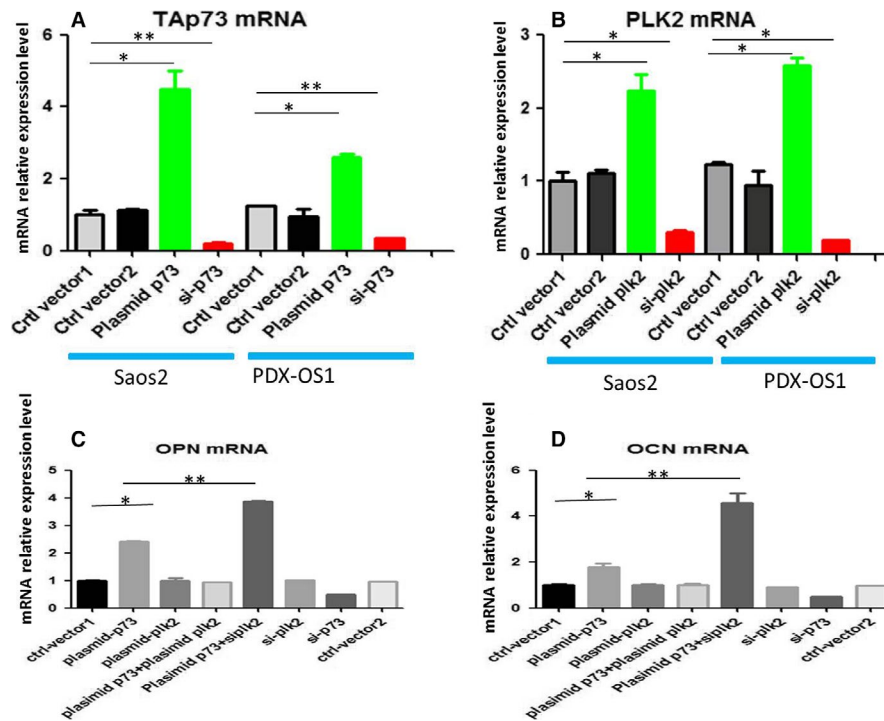 A
TAp73 mRNA
mRNA relative expression level
6
4
2
0
**
*
**
*
Crtl vector1
Ctrl vector2
Plasmid p73
si-p73
Crtl vector1
Ctrl vector2
Plasmid p73
si-p73
Saos2
PDX-OS1
B
PLK2 mRNA
mRNA relative expression level
3
2
1
0
*
*
*
*
Crtl vector1
Ctrl vector2
Plasmid plk2
si-plk2
Crtl vector1
Ctrl vector2
Plasmid plk2
si-plk2
Saos2
PDX-OS1
C
OPN mRNA
mRNA relative expression level
5
4
3
2
1
0
**
*
ctrl-vector1
plasmid-p73
plasmid-plk2
plasimid p73+plasimid plk2
Plasimid p73+siplk2
si-plk2
si-p73
ctrl-vector2
D
OCN mRNA
mRNA relative expression level
6
4
2
0
**
*
ctrl-vector1
plasmid-p73
plasmid-plk2
plasimid p73+plasimid plk2
Plasimid p73+siplk2
si-plk2
si-p73
ctrl-vector2